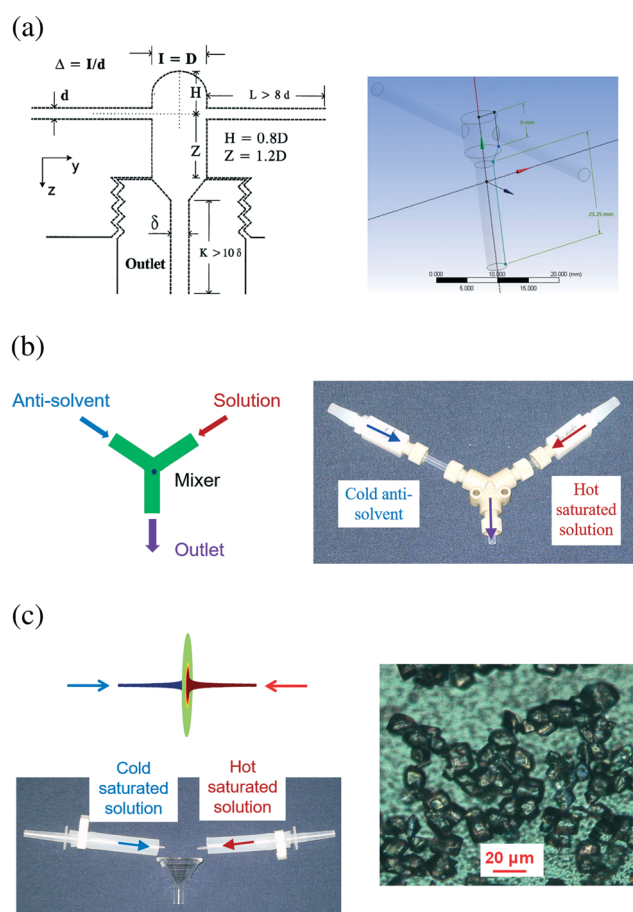 (a)
Δ = I/d
I = D
d
H
L > 8 d
H = 0.8D
Z = 1.2D
Z
y
z
δ
K > 10 δ
Outlet
6 mm
23.25 mm
0.000
10.000
20.000 (mm)
5.000
15.000
(b)
Anti-solvent
Solution
Mixer
Outlet
Cold anti-
solvent
Hot
saturated
solution
(c)
Cold
saturated
solution
Hot
saturated
solution
20 μm